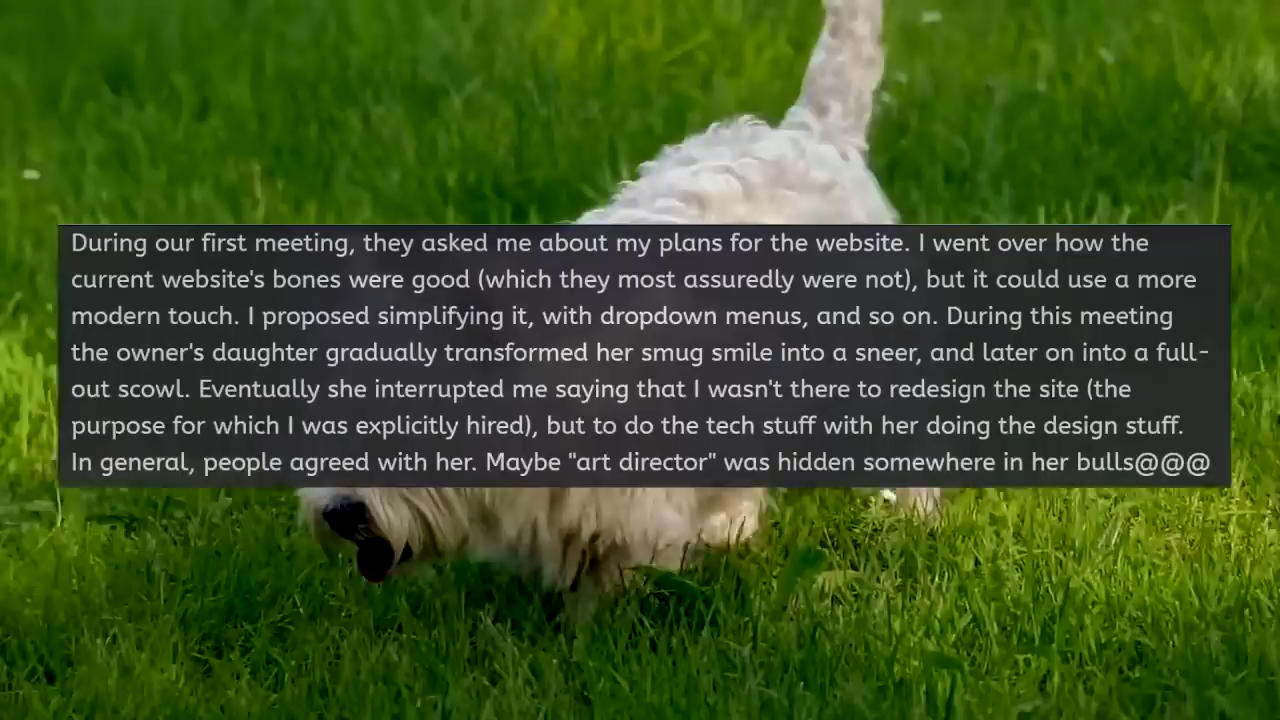 During our first meeting, they asked me about my plans for the website. I went over how the
current website's bones were good (which they most assuredly were not), but it could use a more
modern touch. I proposed simplifying it, with dropdown menus, and so on. During this meeting
the owner's daughter gradually transformed her smug smile into a sneer, and later on into a full-
out scowl. Eventually she interrupted me saying that I wasn't there to redesign the site (the
purpose for which I was explicitly hired), but to do the tech stuff with her doing the design stuff.
In general, people agreed with her. Maybe "art director" was hidden somewhere in her bulls@@@